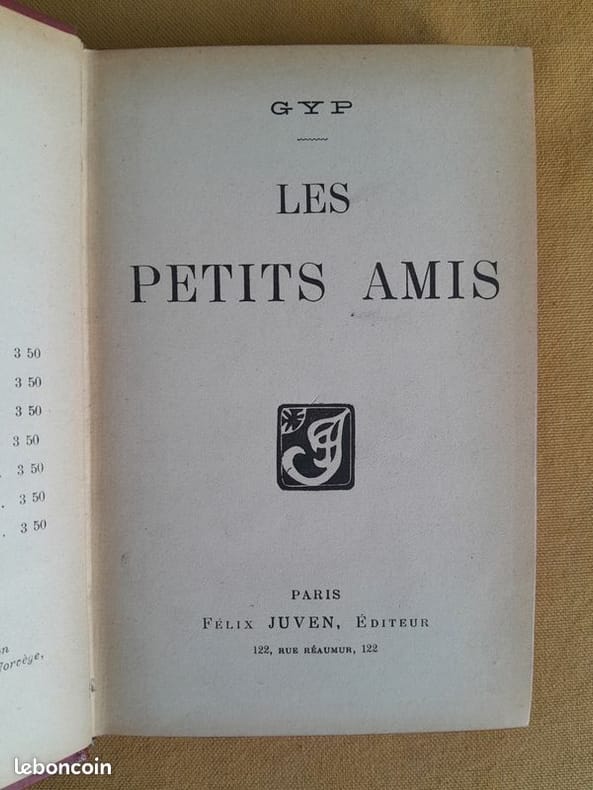 GYP
LES
PETITS AMIS
PARIS
FÉLIX JUVEN, ÉDITEUR
122, RUE RÉAUMUR, 122
3 50
3 50
3 50
3 50
. 3 50
. 3 50
. 3 50
leboncoin